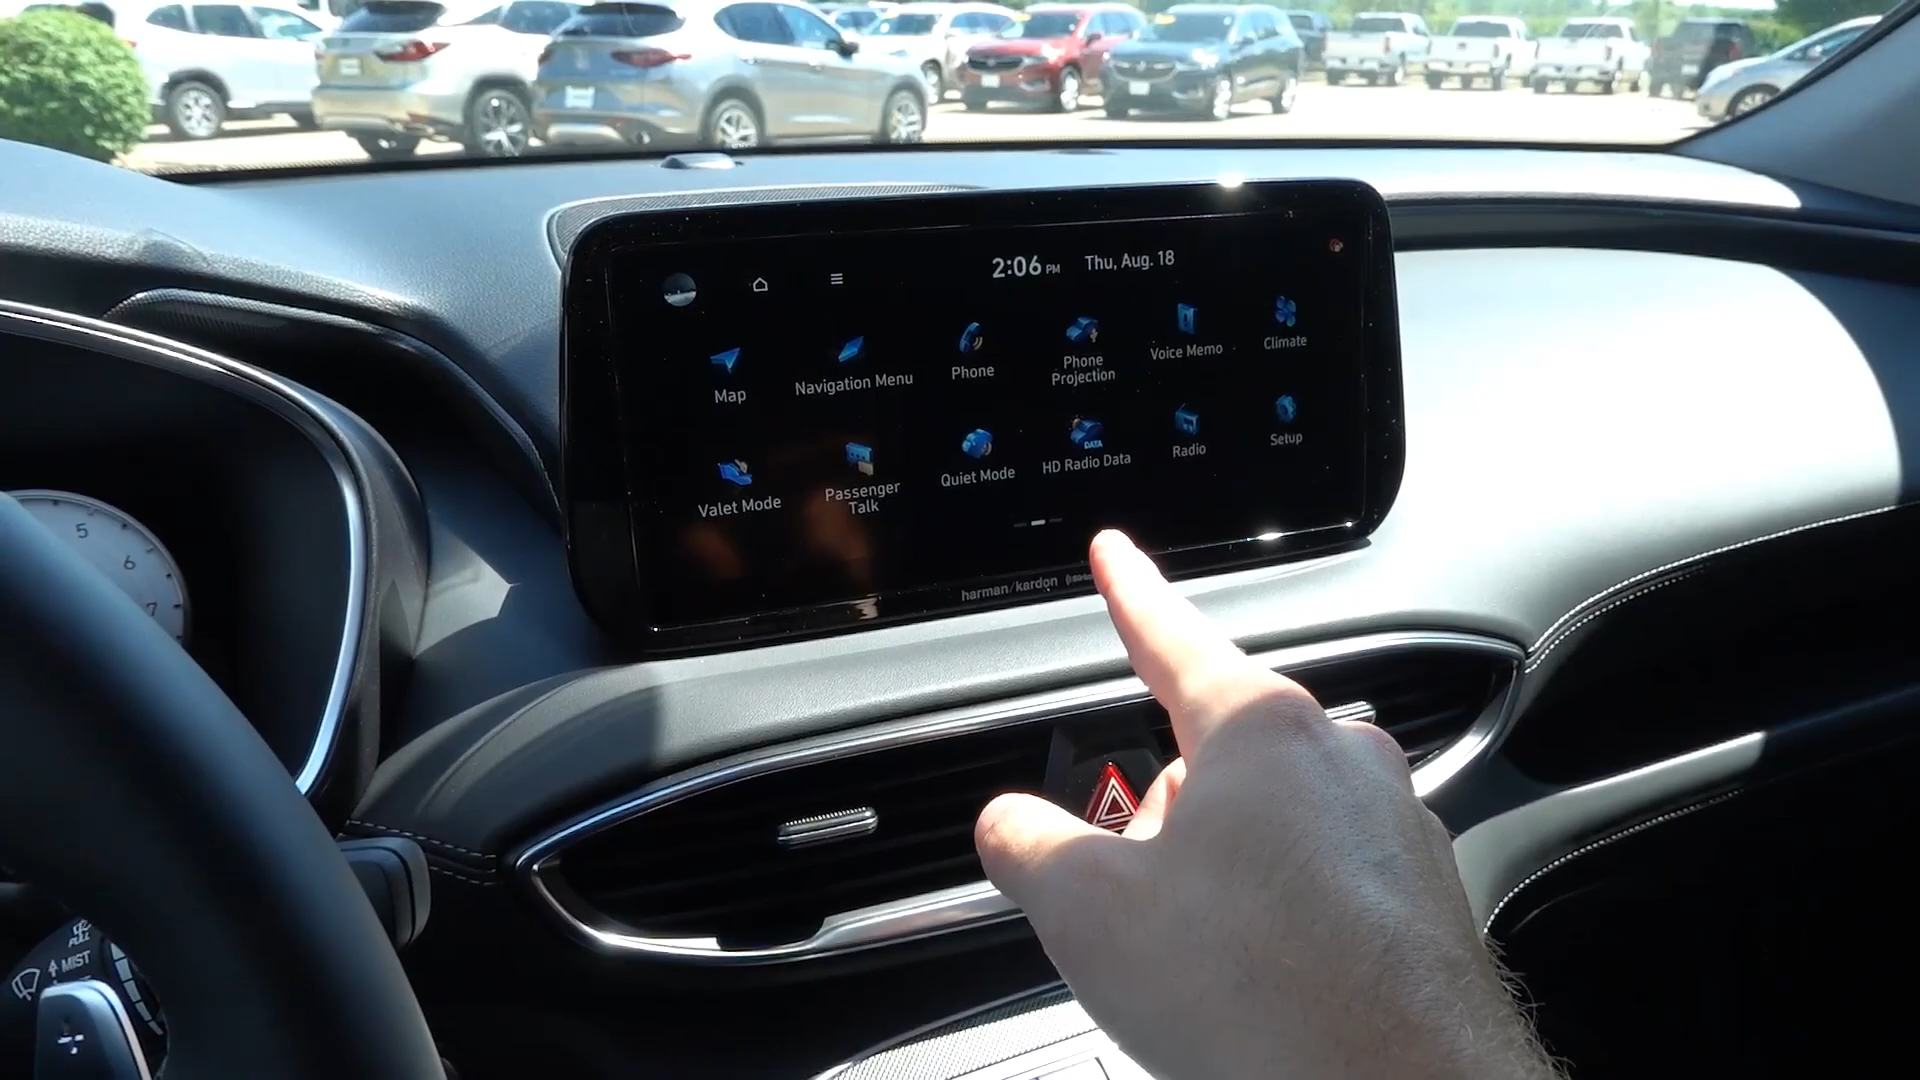 2:06 PM Thu, Aug. 18
Map
Navigation Menu
Phone
Phone
Projection
Voice Memo
Climate
Valet Mode
Passenger
Talk
Quiet Mode
DATA
HD Radio Data
Radio
Setup
harman/kardon
5
6
7
PULL
MIST